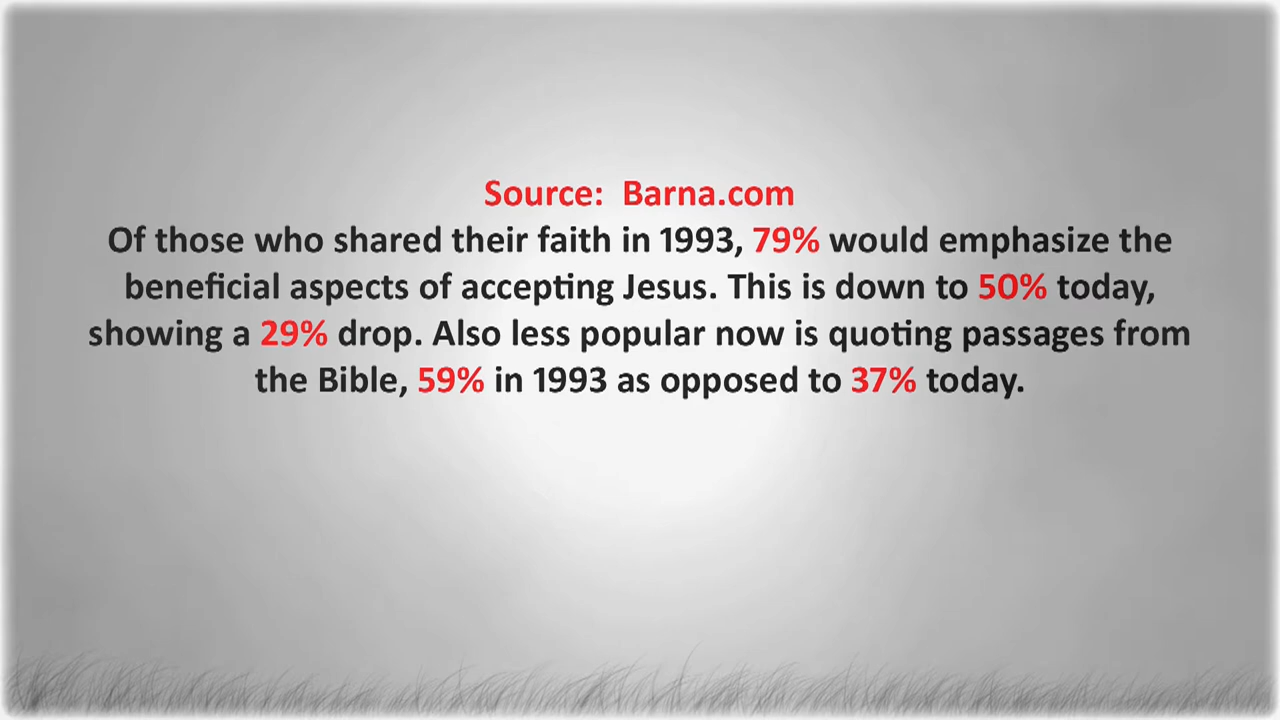 Source:  Barna.com
Of those who shared their faith in 1993, 79% would emphasize the
beneficial aspects of accepting Jesus. This is down to 50% today,
showing a 29% drop. Also less popular now is quoting passages from
the Bible, 59% in 1993 as opposed to 37% today.